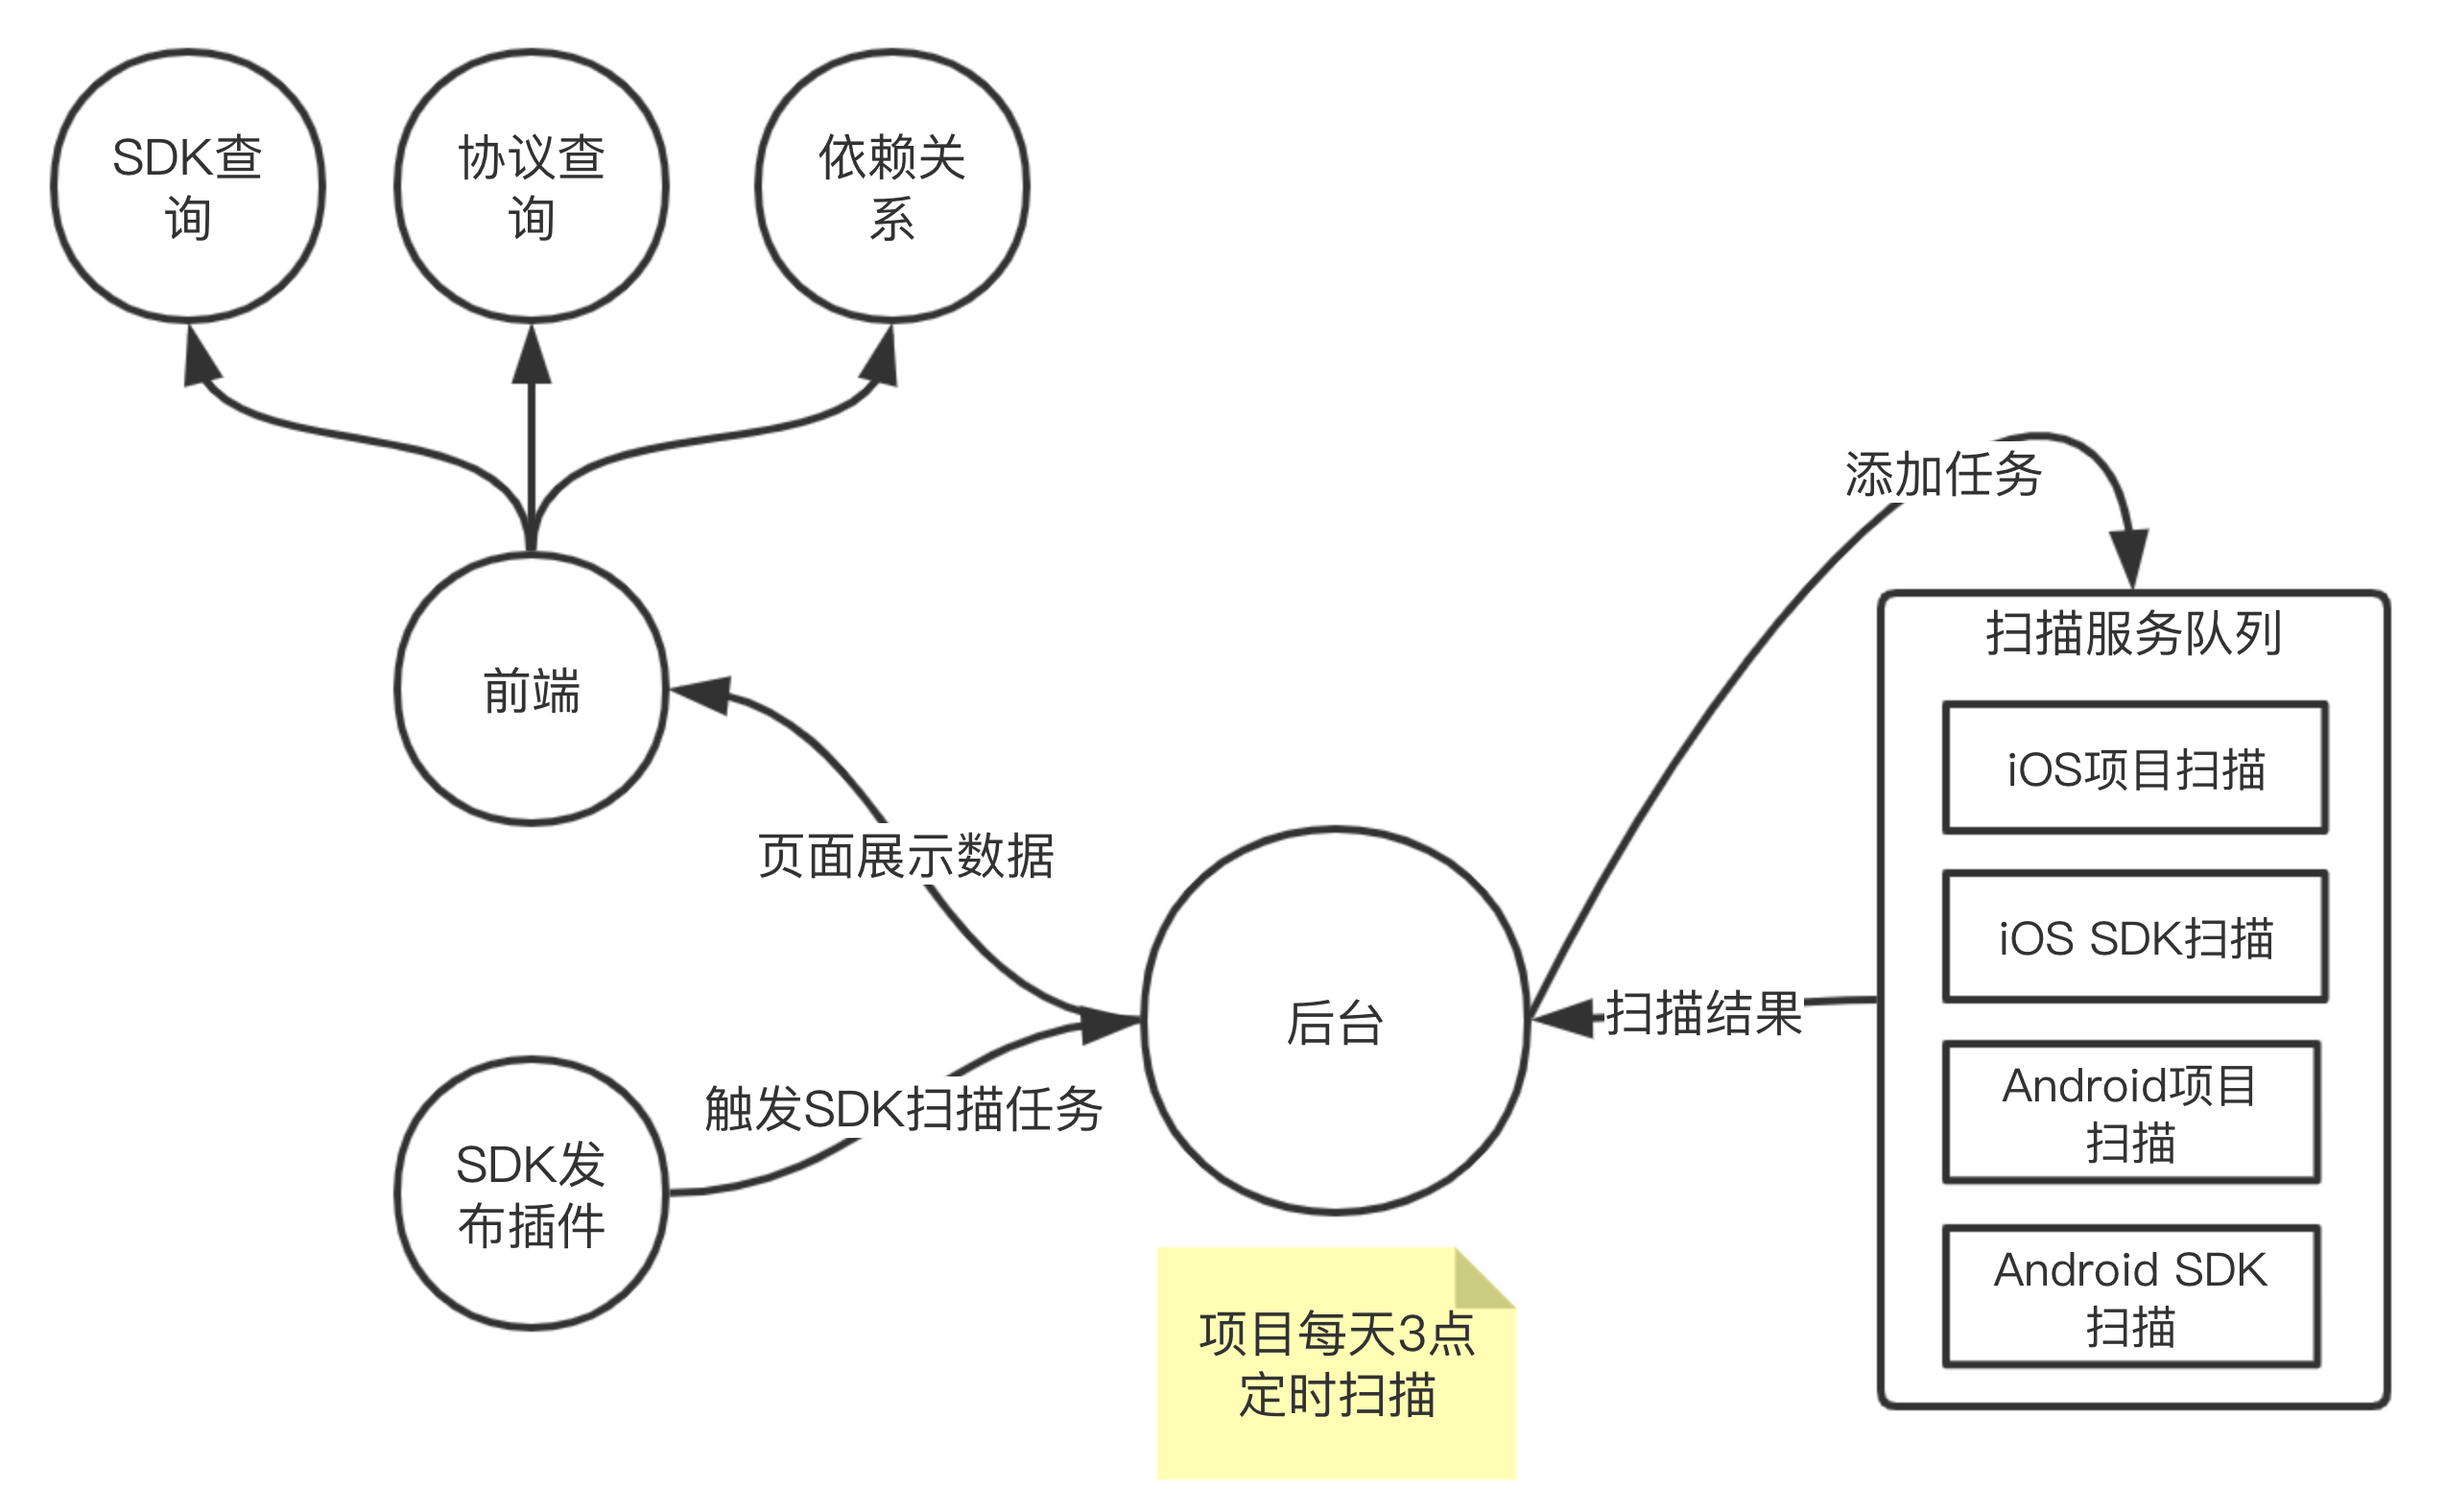 SDK查
询
协议查
询
依赖关
系
添加任务
扫描服务队列
前端
iOS项目扫描
页面展示数据
iOS SDK扫描
后台
扫描结果
Android项目
扫描
触发SDK扫描任务
SDK发
布插件
Android SDK
扫描
项目每天3点
定时扫描